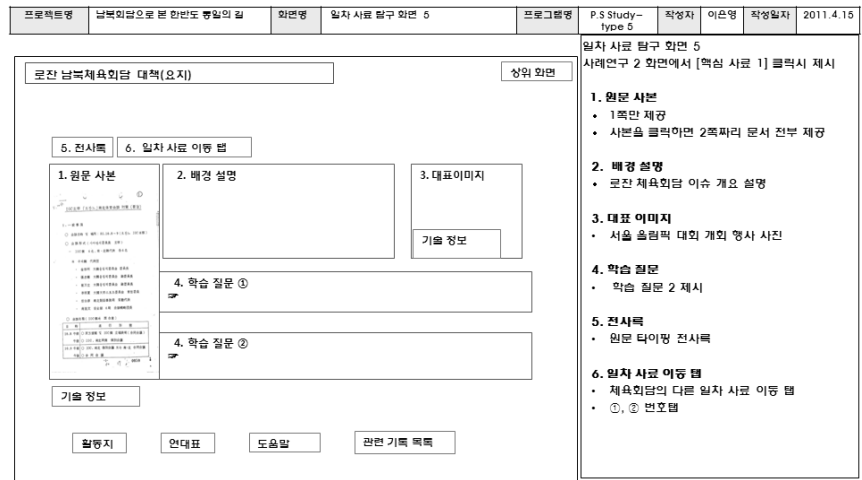 프로젝트명 남북회담으로 본 한반도 통일의 길 화면명 일차 사료 탐구 화면 5 프로그램명 P.S Study– type 5 작성자 이은영 작성일자 2011.4.15
로잔 남북체육회담 대책(요지)
상위 화면
5. 전사록
6. 일차 사료 이동 탭
1. 원문 사본
2. 배경 설명
3. 대표이미지
기술 정보
4. 학습 질문 ①
☞
4. 학습 질문 ②
☞
기술 정보
활동지
연대표
도움말
관련 기록 목록
일차 사료 탐구 화면 5
사례연구 2 화면에서 [핵심 사료 1] 클릭시 제시
1. 원문 사본
• 1쪽만 제공
• 사본을 클릭하면 2쪽짜리 문서 전부 제공
2. 배경 설명
• 로잔 체육회담 이슈 개요 설명
3. 대표 이미지
• 서울 올림픽 대회 개회 행사 사진
4. 학습 질문
• 학습 질문 2 제시
5. 전사록
• 원문 타이핑 전사록
6. 일차 사료 이동 탭
• 체육회담의 다른 일차 사료 이동 탭
• ①, ② 번호탭